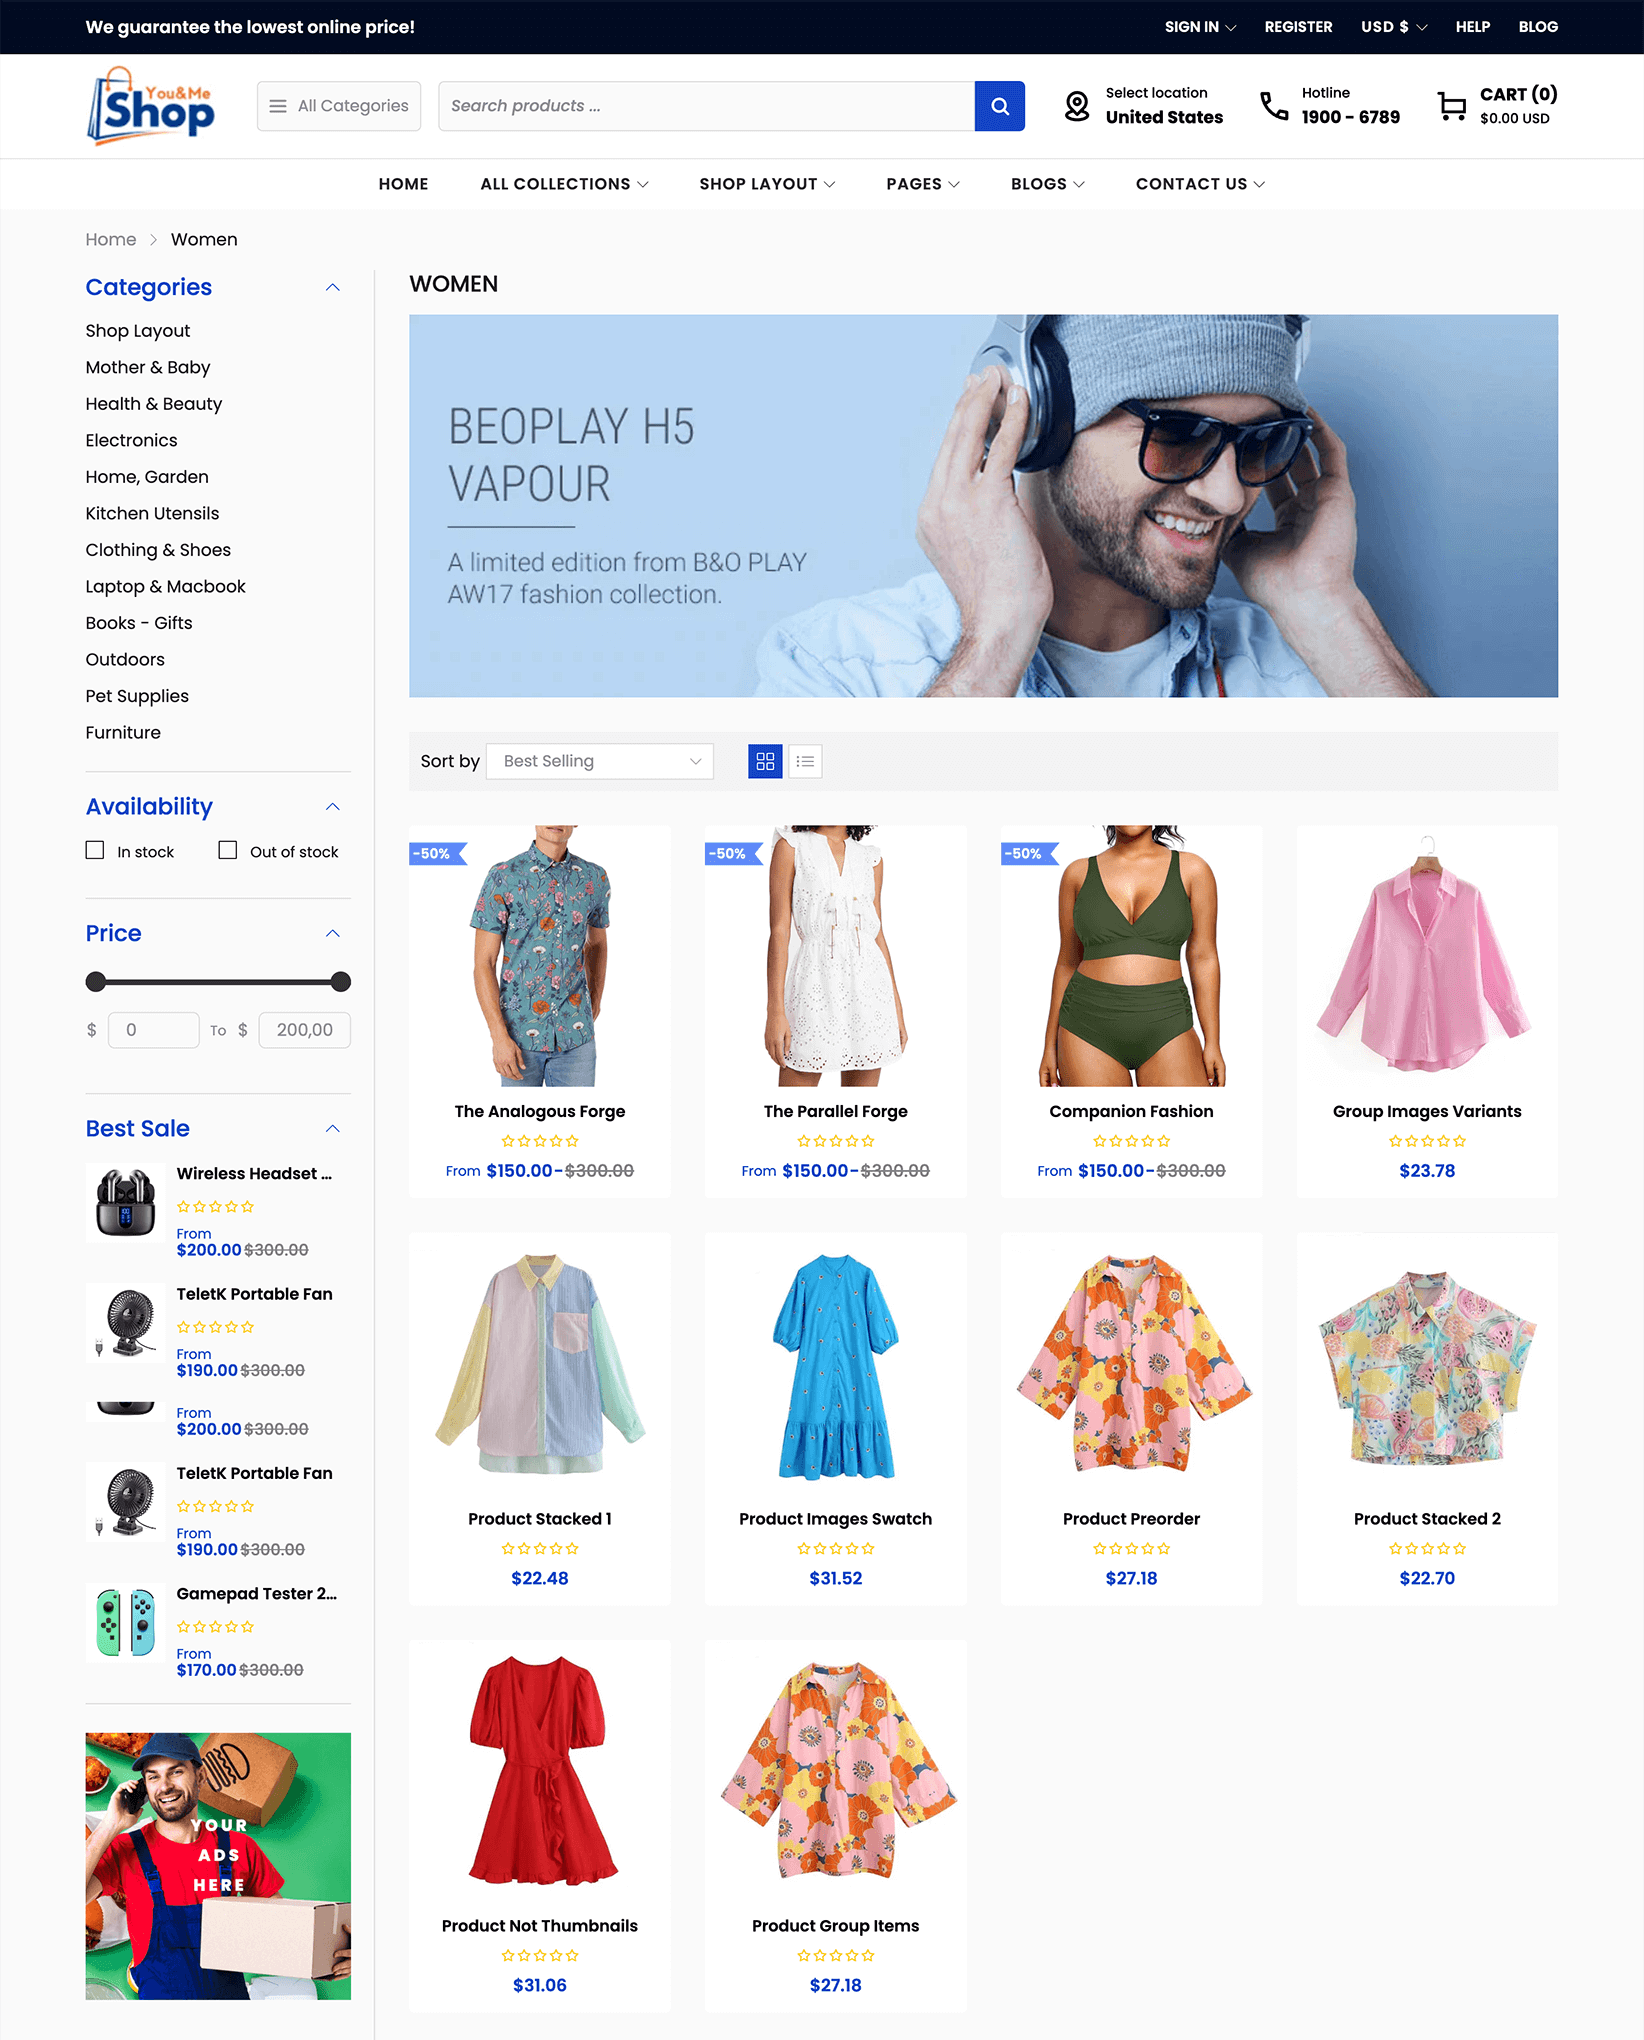 We guarantee the lowest online price!
SIGN IN
REGISTER
USD $
HELP
BLOG
You&Me
Shop
All Categories
Search products ...
Select location
United States
Hotline
1900 - 6789
CART (0)
$0.00 USD
HOME
ALL COLLECTIONS
SHOP LAYOUT
PAGES
BLOGS
CONTACT US
Home
Women
Categories
Shop Layout
Mother & Baby
Health & Beauty
Electronics
Home, Garden
Kitchen Utensils
Clothing & Shoes
Laptop & Macbook
Books - Gifts
Outdoors
Pet Supplies
Furniture
Availability
In stock
Out of stock
Price
$ 0 To $ 200,00
Best Sale
Wireless Headset ...
From
$200.00 $300.00
TeletK Portable Fan
From
$190.00 $300.00
From
$200.00 $300.00
TeletK Portable Fan
From
$190.00 $300.00
Gamepad Tester 2...
From
$170.00 $300.00
YOUR
ADS
HERE
WOMEN
BEOPLAY H5
VAPOUR
A limited edition from B&O PLAY
AW17 fashion collection.
Sort by
Best Selling
-50%
The Analogous Forge
From $150.00-$300.00
-50%
The Parallel Forge
From $150.00-$300.00
-50%
Companion Fashion
From $150.00-$300.00
Group Images Variants
$23.78
Product Stacked 1
$22.48
Product Images Swatch
$31.52
Product Preorder
$27.18
Product Stacked 2
$22.70
Product Not Thumbnails
$31.06
Product Group Items
$27.18